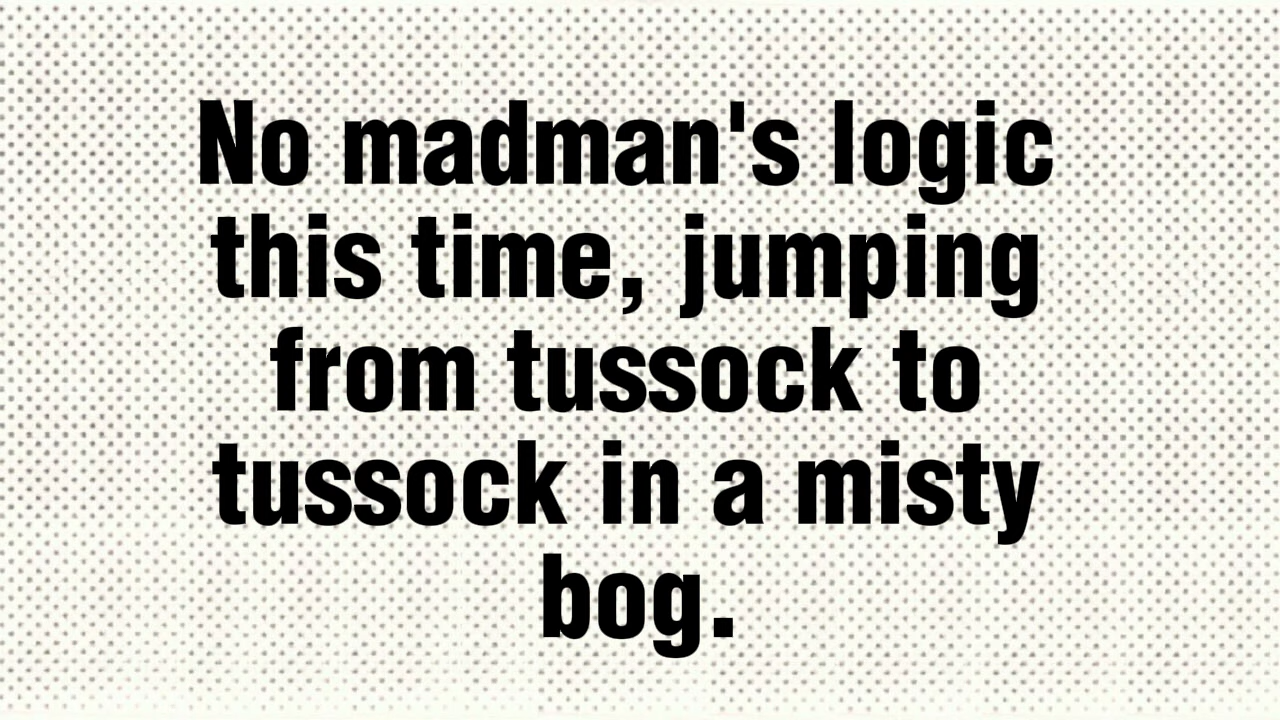 No madman's logic
this time, jumping
from tussock to
tussock in a misty
bog.